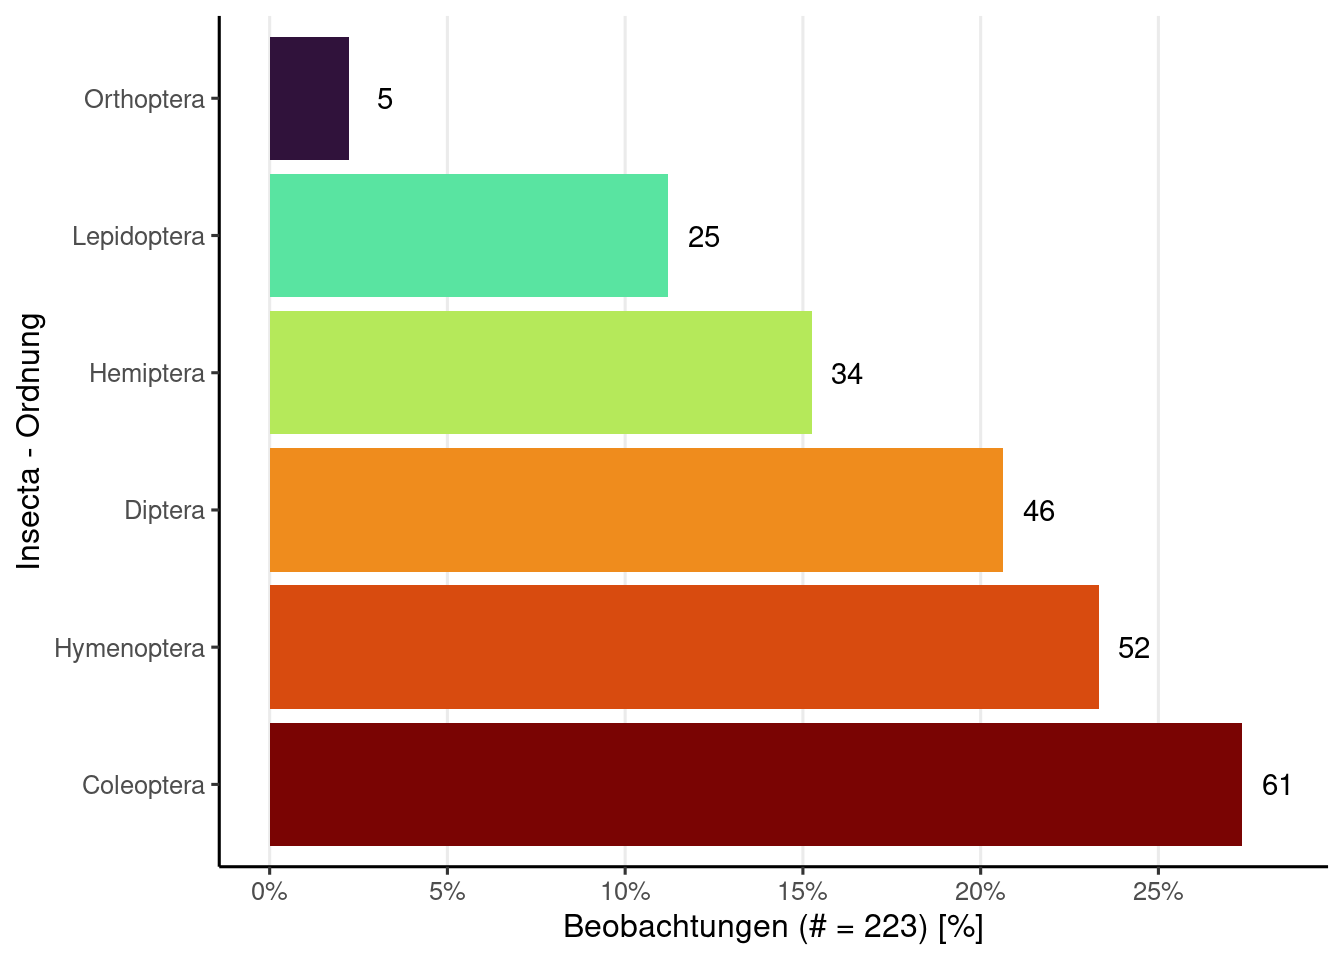 Insecta - Ordnung
Orthoptera 5
Lepidoptera 25
Hemiptera 34
Diptera 46
Hymenoptera 52
Coleoptera 61
0% 5% 10% 15% 20% 25%
Beobachtungen (# = 223) [%]